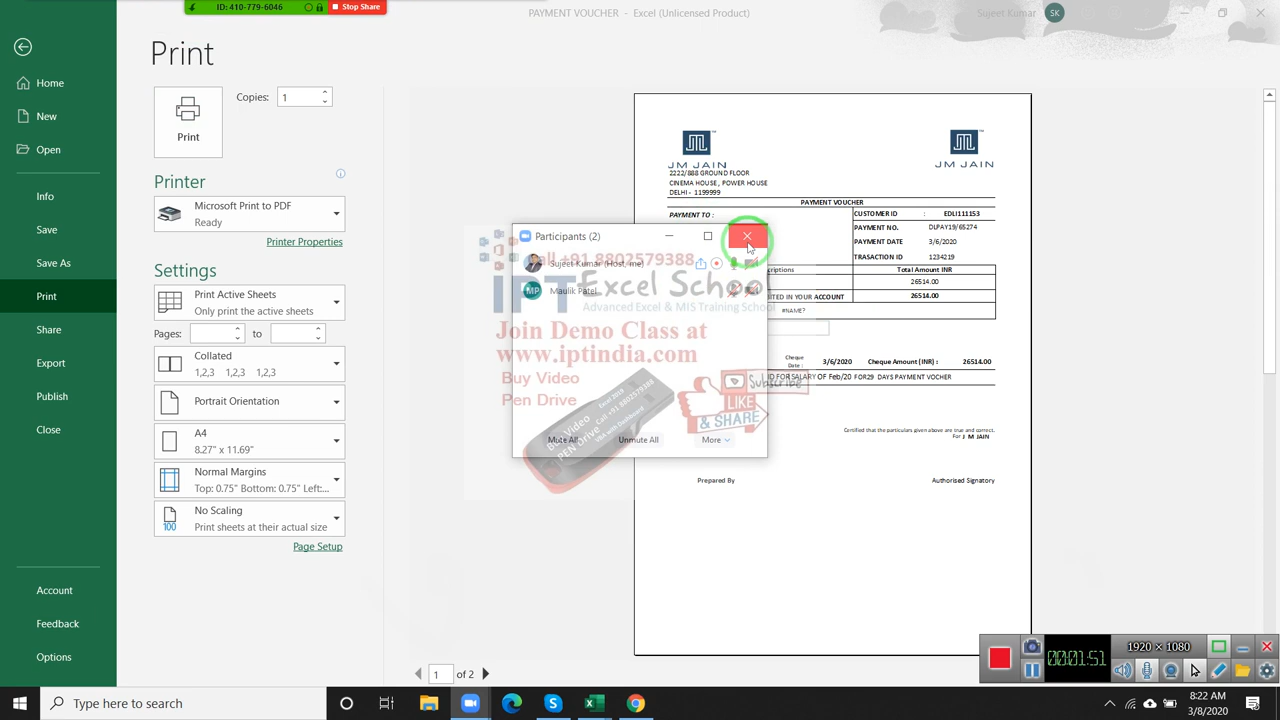 ID: 410-779-6046
Stop Share
PAYMENT VOUCHER - Excel (Unlicensed Product)
Sujeet Kumar
SK
Print
Home
New
Open
Info
Save
Save As
Print
Share
Export
Publish
Close
Account
Feedback
Options
Print
Copies: 1
Printer
Microsoft Print to PDF
Ready
Printer Properties
Settings
Print Active Sheets
Only print the active sheets
Pages:
to
Collated
1,2,3 1,2,3 1,2,3
Portrait Orientation
A4
8.27" x 11.69"
Normal Margins
Top: 0.75" Bottom: 0.75" Left:...
No Scaling
Print sheets at their actual size
100
Page Setup
JM JAIN
JM JAIN
2222/888 GROUND FLOOR
CINEMA HOUSE, POWER HOUSE
DELHI - 1199999
PAYMENT VOUCHER
PAYMENT TO :
CUSTOMER ID : EDLI111153
PAYMENT NO. DLPAY19/65274
PAYMENT DATE 3/6/2020
TRASACTION ID 1234219
Total Amount INR
26514.00
IN YOUR ACCOUNT 26514.00
#NAME?
Cheque Date : 3/6/2020 Cheque Amount (INR) : 26514.00
FOR SALARY OF Feb/20 FOR29 DAYS PAYMENT VOCHER
Certified that the particulars given above are true and correct.
For J M JAIN
Prepared By
Authorised Signatory
Participants (2)
Sujeet Kumar (Host, me)
MP
Maulik Patel
Mute All
Unmute All
More
Call +91 8802579388
IPT Excel School
Advanced Excel & MIS Training School
Join Demo Class at
www.iptindia.com
Buy Video
Pen Drive
Subscribe
LIKE
& SHARE
1 of 2
00:01:51
1920 × 1080
Type here to search
8:22 AM
3/8/2020